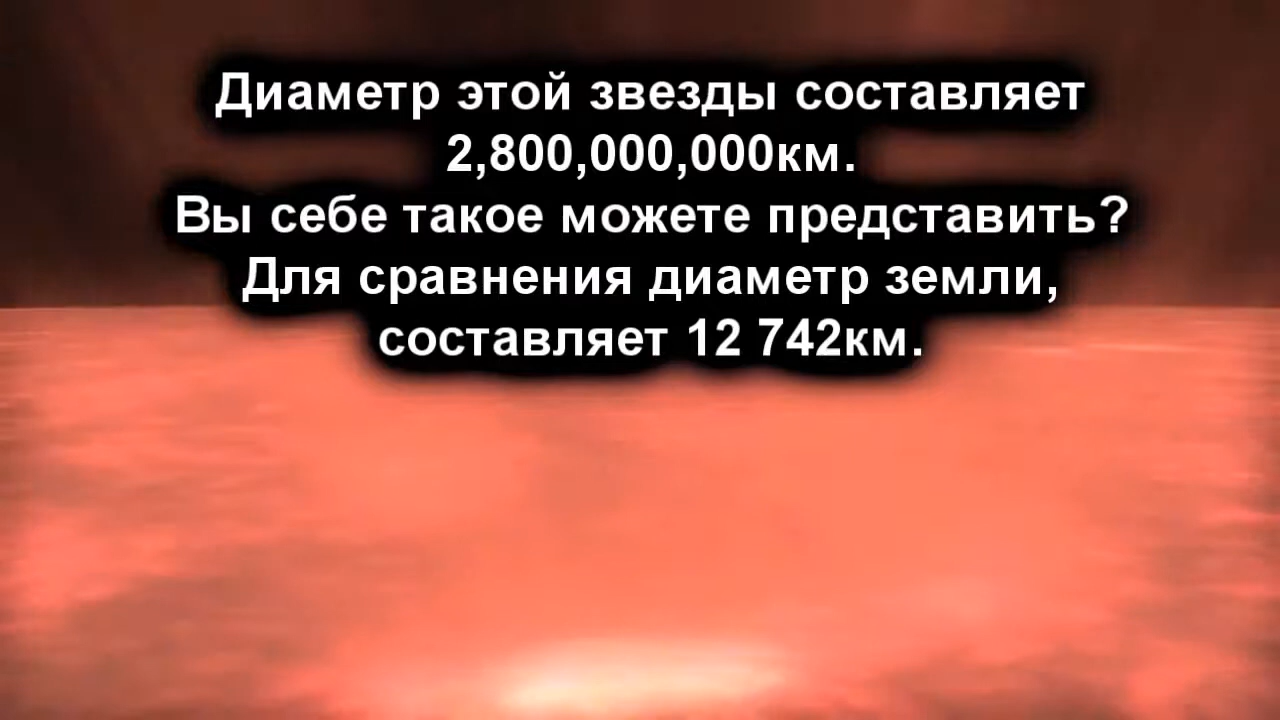 Диаметр этой звезды составляет
2,800,000,000км.
Вы себе такое можете представить?
Для сравнения диаметр земли,
составляет 12 742км.